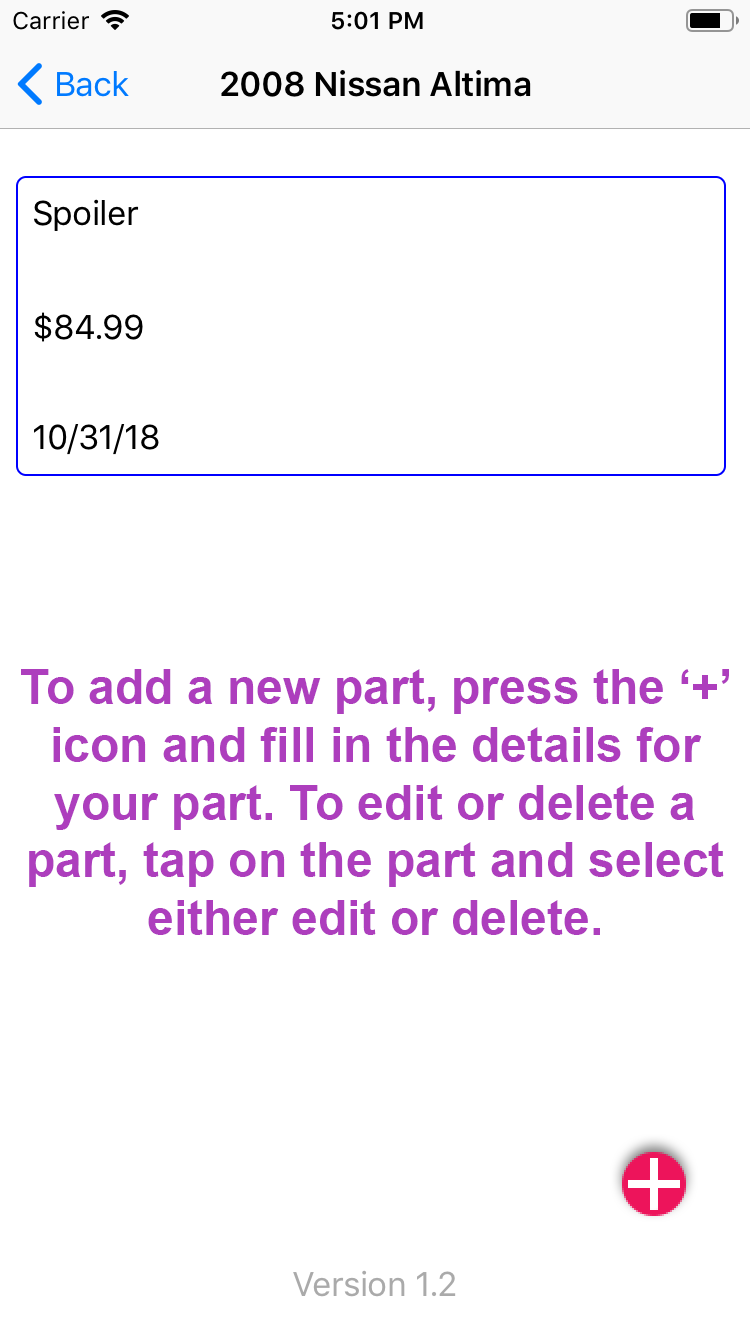 Carrier 5:01 PM
Back 2008 Nissan Altima
Spoiler
$84.99
10/31/18
To add a new part, press the ‘+’
icon and fill in the details for
your part. To edit or delete a
part, tap on the part and select
either edit or delete.
Version 1.2